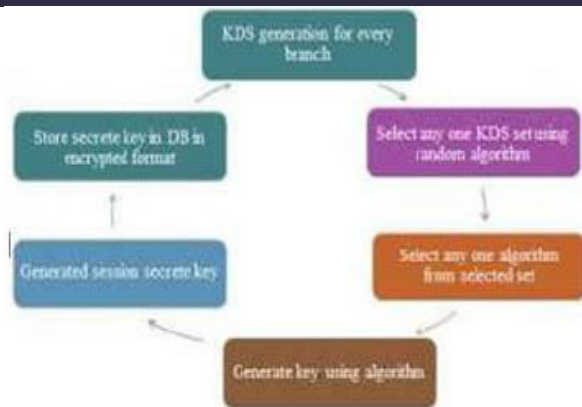 KDS generation for every
branch
Select any one KDS set using
random algorithm
Select any one algorithm
from selected set
Generate key using algorithm
Generated session secrete key
Store secrete key in DB in
encrypted format